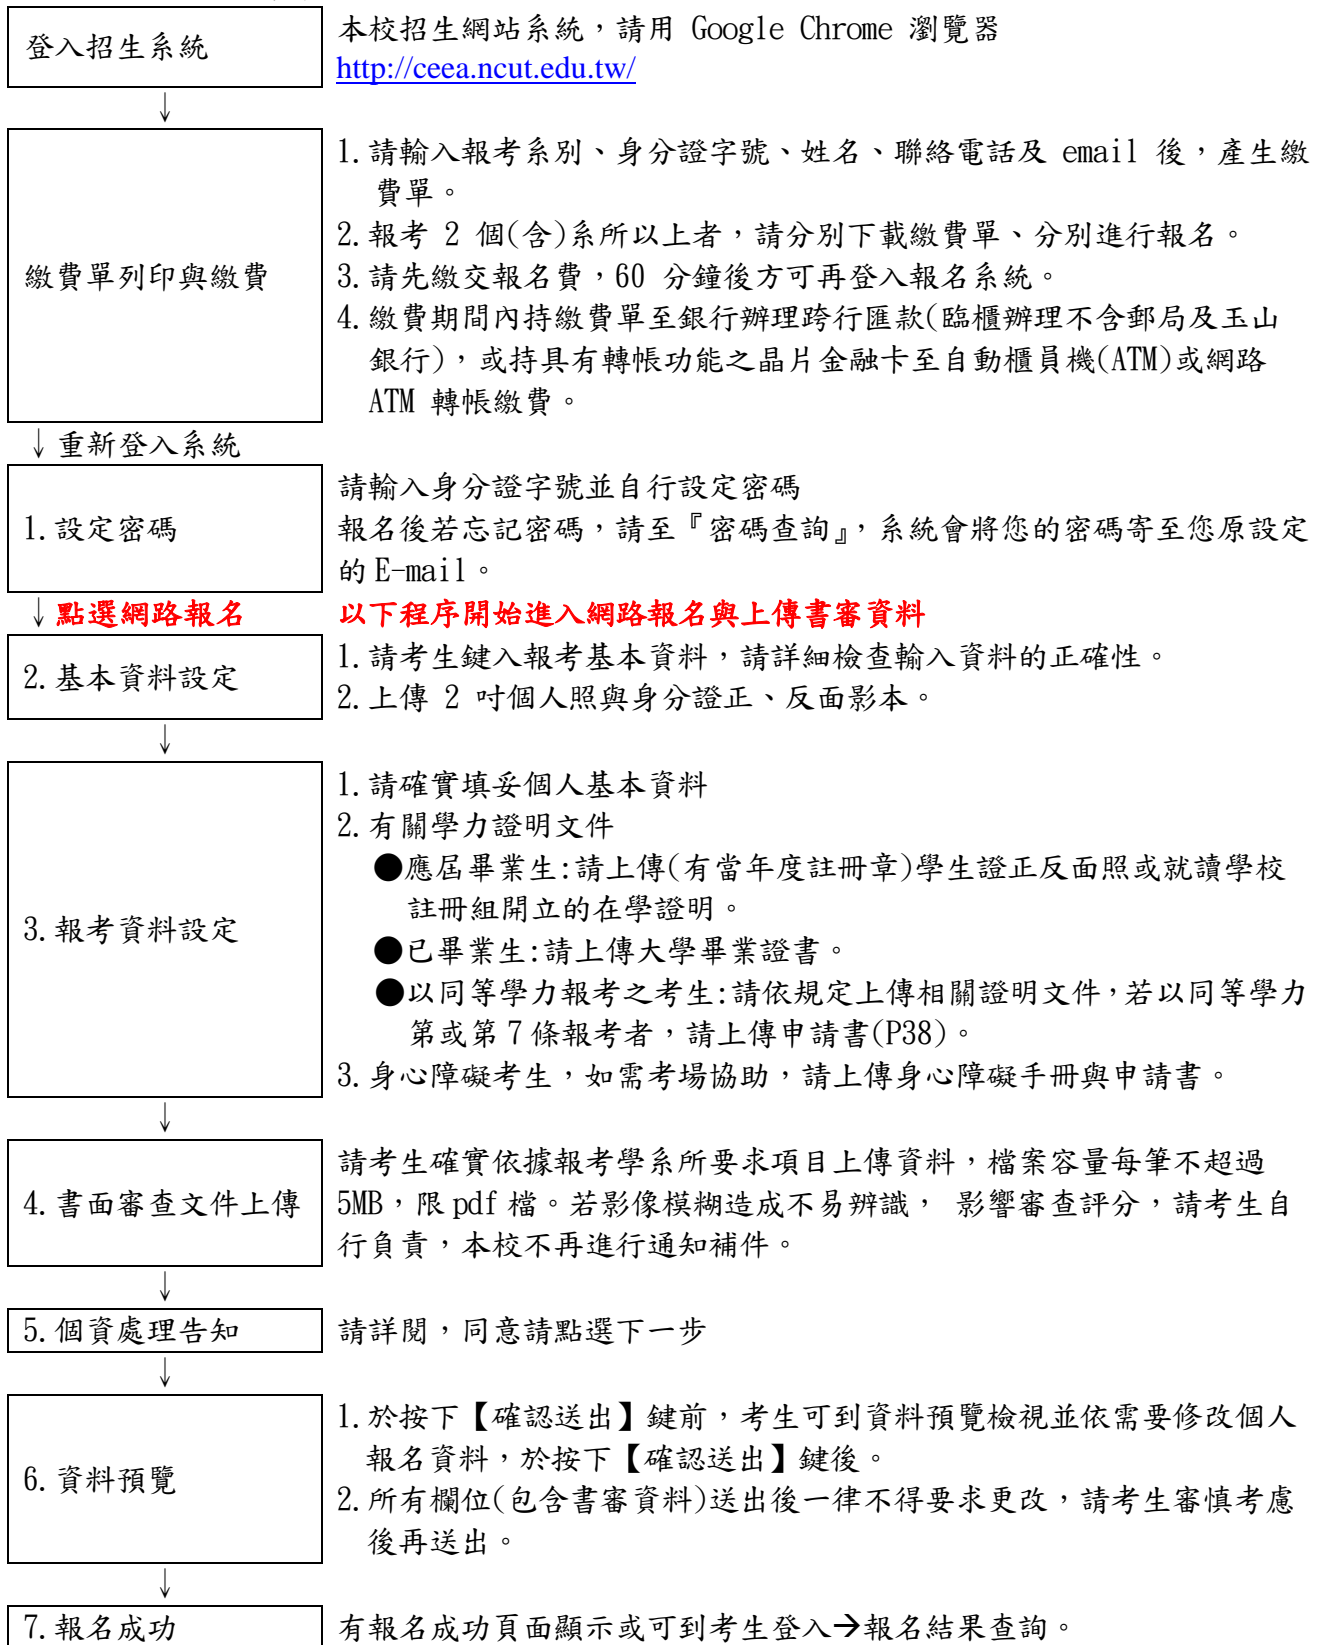 登入招生系統
本校招生網站系統，請用 Google Chrome 瀏覽器
http://ceea.ncut.edu.tw/
↓
繳費單列印與繳費
1.請輸入報考系別、身分證字號、姓名、聯絡電話及 email 後，產生繳
費單。
2.報考 2 個(含)系所以上者，請分別下載繳費單、分別進行報名。
3.請先繳交報名費，60 分鐘後方可再登入報名系統。
4.繳費期間內持繳費單至銀行辦理跨行匯款(臨櫃辦理不含郵局及玉山
銀行)，或持具有轉帳功能之晶片金融卡至自動櫃員機(ATM)或網路
ATM 轉帳繳費。
↓重新登入系統
1.設定密碼
請輸入身分證字號並自行設定密碼
報名後若忘記密碼，請至『密碼查詢』，系統會將您的密碼寄至您原設定
的 E-mail。
↓點選網路報名 以下程序開始進入網路報名與上傳書審資料
2.基本資料設定
1.請考生鍵入報考基本資料，請詳細檢查輸入資料的正確性。
2.上傳 2 吋個人照與身分證正、反面影本。
↓
3.報考資料設定
1.請確實填妥個人基本資料
2.有關學力證明文件
●應屆畢業生:請上傳(有當年度註冊章)學生證正反面照或就讀學校
註冊組開立的在學證明。
●已畢業生:請上傳大學畢業證書。
●以同等學力報考之考生:請依規定上傳相關證明文件，若以同等學力
第或第 7 條報考者，請上傳申請書(P38)。
3.身心障礙考生，如需考場協助，請上傳身心障礙手冊與申請書。
↓
4.書面審查文件上傳
請考生確實依據報考學系所要求項目上傳資料，檔案容量每筆不超過
5MB，限 pdf 檔。若影像模糊造成不易辨識， 影響審查評分，請考生自
行負責，本校不再進行通知補件。
↓
5.個資處理告知
請詳閱，同意請點選下一步
↓
6.資料預覽
1.於按下【確認送出】鍵前，考生可到資料預覽檢視並依需要修改個人
報名資料，於按下【確認送出】鍵後。
2.所有欄位(包含書審資料)送出後一律不得要求更改，請考生審慎考慮
後再送出。
↓
7.報名成功
有報名成功頁面顯示或可到考生登入→報名結果查詢。